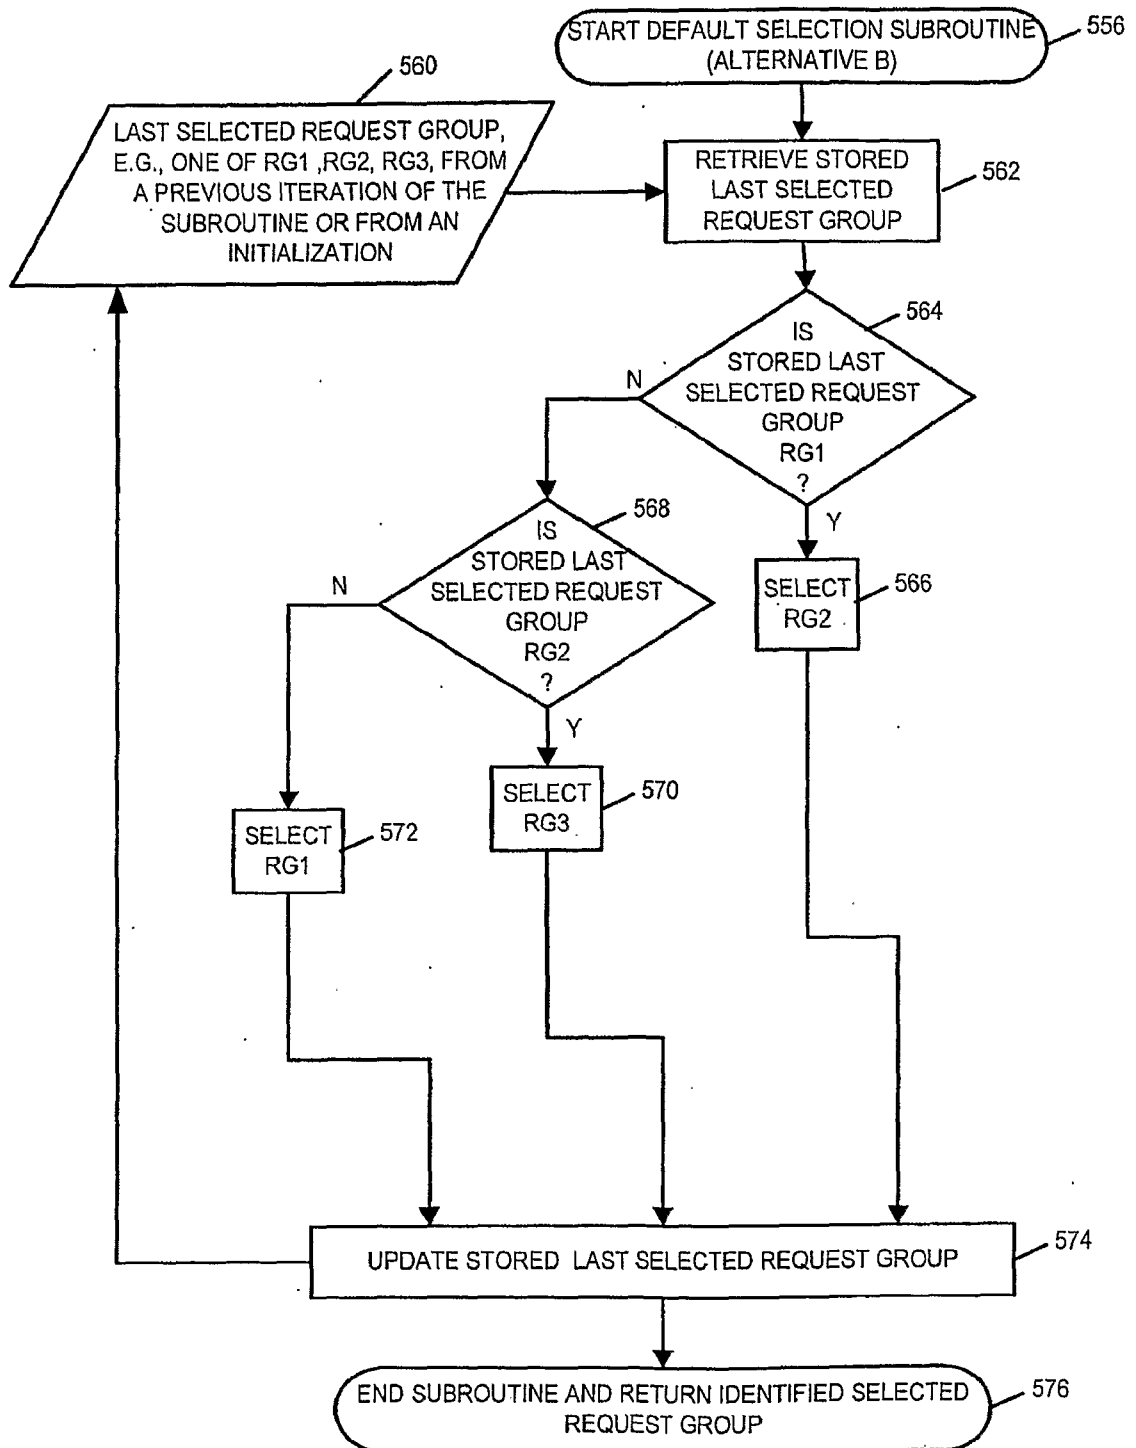 START DEFAULT SELECTION SUBROUTINE
(ALTERNATIVE B)
556
560
LAST SELECTED REQUEST GROUP,
E.G., ONE OF RG1 ,RG2, RG3, FROM
A PREVIOUS ITERATION OF THE
SUBROUTINE OR FROM AN
INITIALIZATION
RETRIEVE STORED
LAST SELECTED
REQUEST GROUP
562
564
IS
STORED LAST
SELECTED REQUEST
GROUP
RG1
?
N
Y
568
IS
STORED LAST
SELECTED REQUEST
GROUP
RG2
?
N
Y
SELECT
RG2
566
SELECT
RG3
570
SELECT
RG1
572
UPDATE STORED LAST SELECTED REQUEST GROUP
574
END SUBROUTINE AND RETURN IDENTIFIED SELECTED
REQUEST GROUP
576